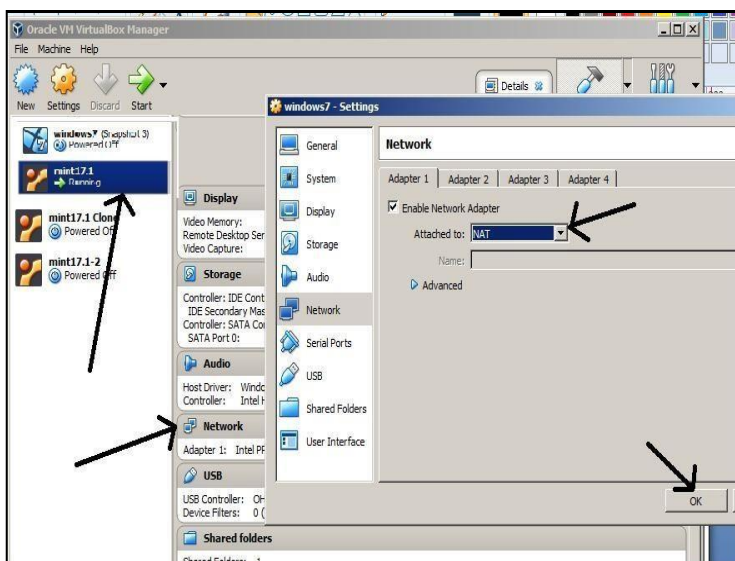 Oracle VM VirtualBox Manager
File Machine Help
New Settings Discard Start
Details
windows7 (Snapshot 3)
Powered Off
mint17.1
Running
mint17.1 Clone
Powered Off
mint17.1-2
Powered Off
Display
Video Memory:
Remote Desktop Ser
Video Capture:
Storage
Controller: IDE Cont
IDE Secondary Mas
Controller: SATA Co
SATA Port 0:
Audio
Host Driver: Windo
Controller: Intel H
Network
Adapter 1: Intel PR
USB
USB Controller: OH
Device Filters: 0 (
Shared folders
windows7 - Settings
General
System
Display
Storage
Audio
Network
Serial Ports
USB
Shared Folders
User Interface
Network
Adapter 1 Adapter 2 Adapter 3 Adapter 4
Enable Network Adapter
Attached to: NAT
Name:
Advanced
OK